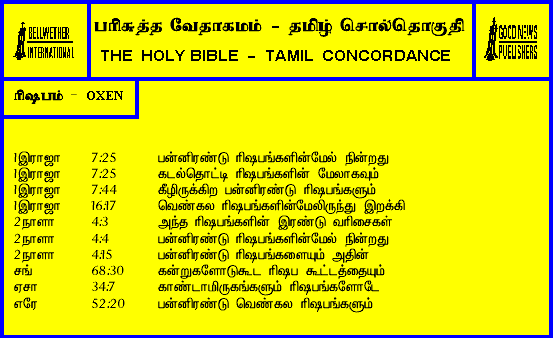 BELLWETHER
INTERNATIONAL
பரிசுத்த வேதாகமம் - தமிழ் சொல்தொகுதி
THE HOLY BIBLE - TAMIL CONCORDANCE
GOOD NEWS
PUBLISHERS
ரிஷபம் - OXEN
1இராஜா 7:25 பன்னிரண்டு ரிஷபங்களின்மேல் நின்றது
1இராஜா 7:25 கடல்தொட்டி ரிஷபங்களின் மேலாகவும்
1இராஜா 7:44 கீழிருக்கிற பன்னிரண்டு ரிஷபங்களும்
1இராஜா 16:17 வெண்கல ரிஷபங்களின்மேலிருந்து இறக்கி
2நாளா 4:3 அந்த ரிஷபங்களின் இரண்டு வரிசைகள்
2நாளா 4:4 பன்னிரண்டு ரிஷபங்களின்மேல் நின்றது
2நாளா 4:15 பன்னிரண்டு ரிஷபங்களையும் அதின்
சங் 68:30 கன்றுகளோடுகூட ரிஷப கூட்டத்தையும்
ஏசா 34:7 காண்டாமிருகங்களும் ரிஷபங்களோடே
எரே 52:20 பன்னிரண்டு வெண்கல ரிஷபங்களும்